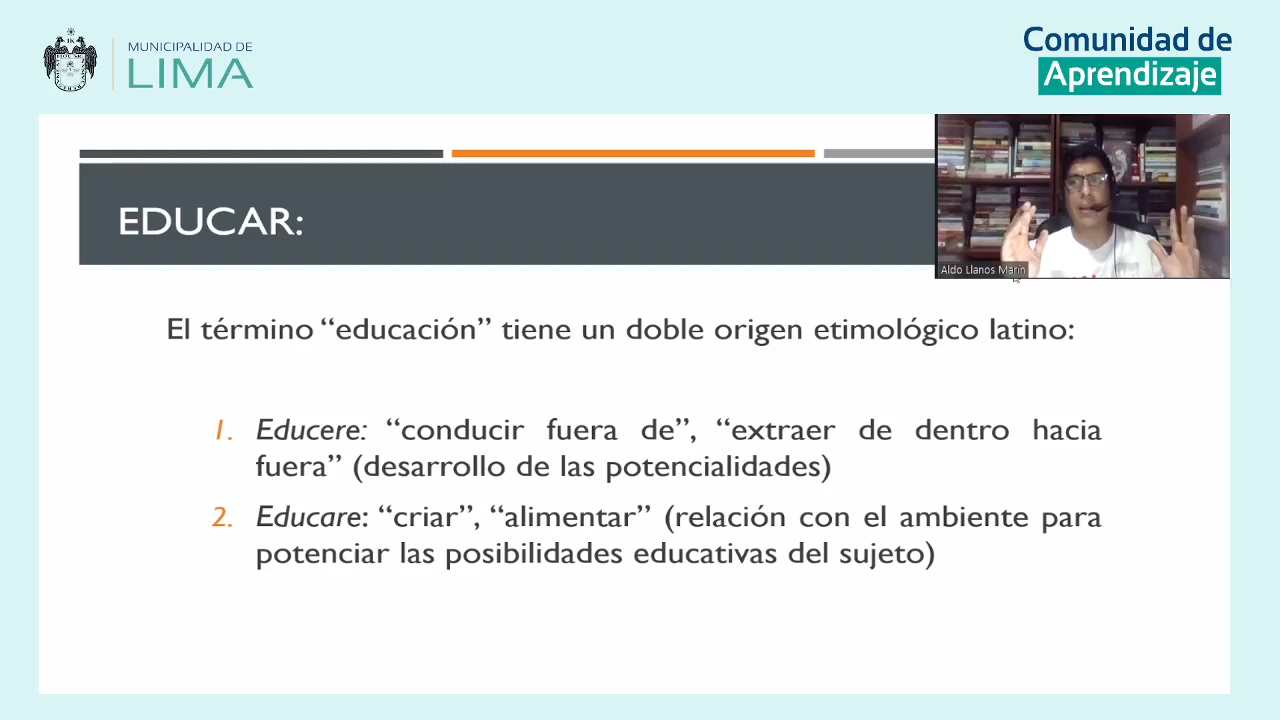 MUNICIPALIDAD DE
LIMA
Comunidad de
Aprendizaje
EDUCAR:
Aldo Llanos Marín
El término “educación” tiene un doble origen etimológico latino:
1. Educere: “conducir fuera de”, “extraer de dentro hacia
fuera” (desarrollo de las potencialidades)
2. Educare: “criar”, “alimentar” (relación con el ambiente para
potenciar las posibilidades educativas del sujeto)